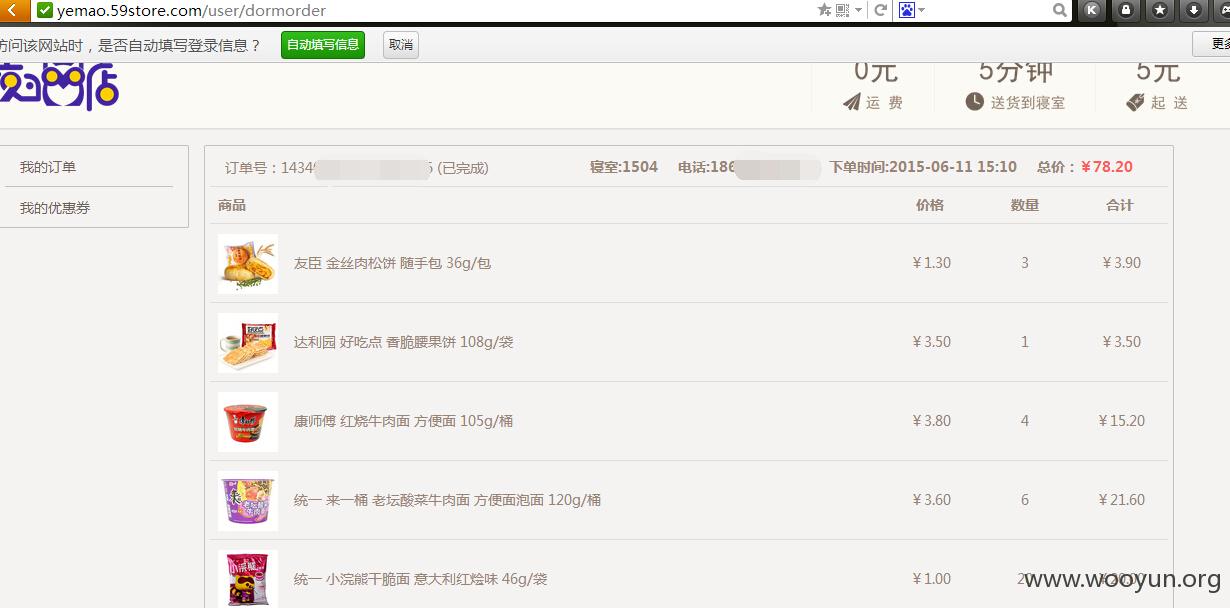 yemao.59store.com/user/dormorder
访问该网站时，是否自动填写登录信息？ 自动填写信息 取消 更多
夜猫店
0元 5分钟 5元
运 费 送货到寝室 起 送
我的订单
我的优惠券
订单号：1434 6 (已完成) 寝室:1504 电话:186 下单时间:2015-06-11 15:10 总价：￥78.20
商品 价格 数量 合计
友臣 金丝肉松饼 随手包 36g/包 ￥1.30 3 ￥3.90
达利园 好吃点 香脆腰果饼 108g/袋 ￥3.50 1 ￥3.50
康师傅 红烧牛肉面 方便面 105g/桶 ￥3.80 4 ￥15.20
统一 来一桶 老坛酸菜牛肉面 方便面泡面 120g/桶 ￥3.60 6 ￥21.60
统一 小浣熊干脆面 意大利红烩味 46g/袋 ￥1.00 20 ￥20.00
www.wooyun.org